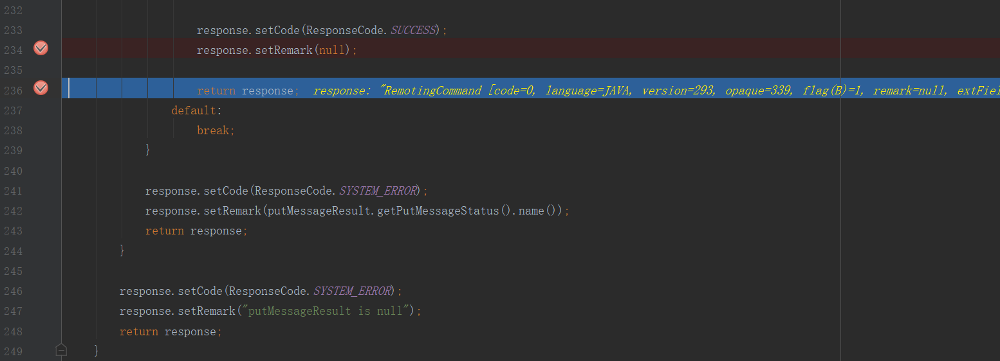 232
233 response.setCode(ResponseCode.SUCCESS);
234 response.setRemark(null);
235
236 return response; response: "RemotingCommand [code=0, language=JAVA, version=293, opaque=339, flag(B)=1, remark=null, extFiel
237 default:
238 break;
239 }
240
241 response.setCode(ResponseCode.SYSTEM_ERROR);
242 response.setRemark(putMessageResult.getPutMessageStatus().name());
243 return response;
244 }
245
246 response.setCode(ResponseCode.SYSTEM_ERROR);
247 response.setRemark("putMessageResult is null");
248 return response;
249 }